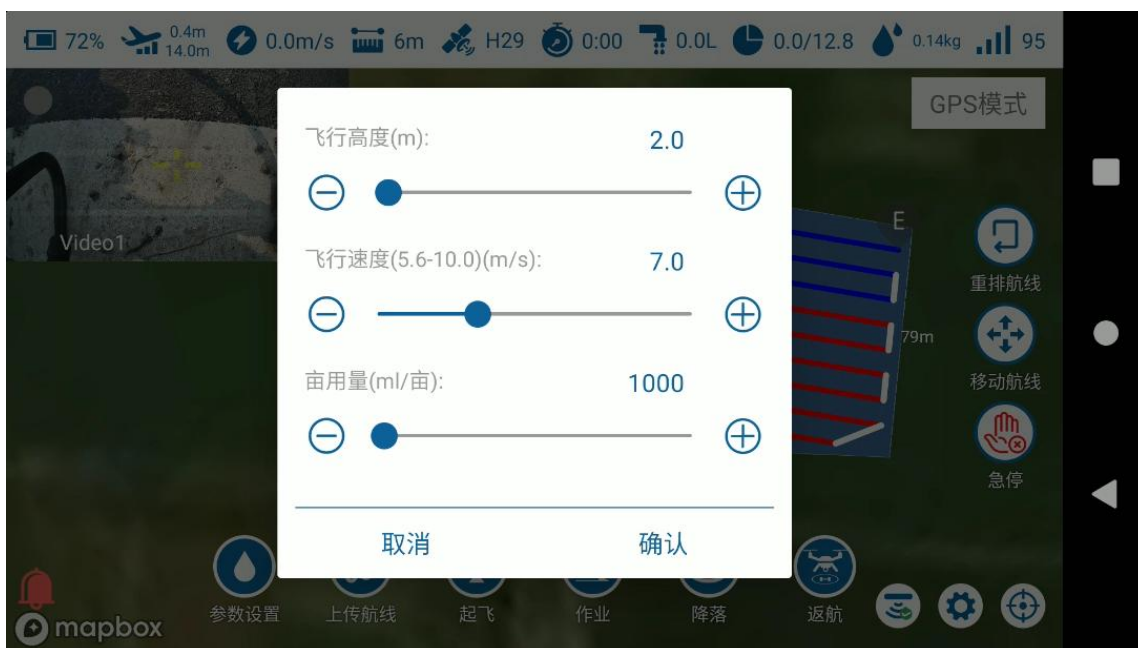 72%
0.4m
14.0m
0.0m/s
6m
H29
0:00
0.0L
0.0/12.8
0.14kg
95
GPS模式
Video1
飞行高度(m):
2.0
飞行速度(5.6-10.0)(m/s):
7.0
亩用量(ml/亩):
1000
取消
确认
E
79m
重排航线
移动航线
急停
参数设置
上传航线
起飞
作业
降落
返航
mapbox